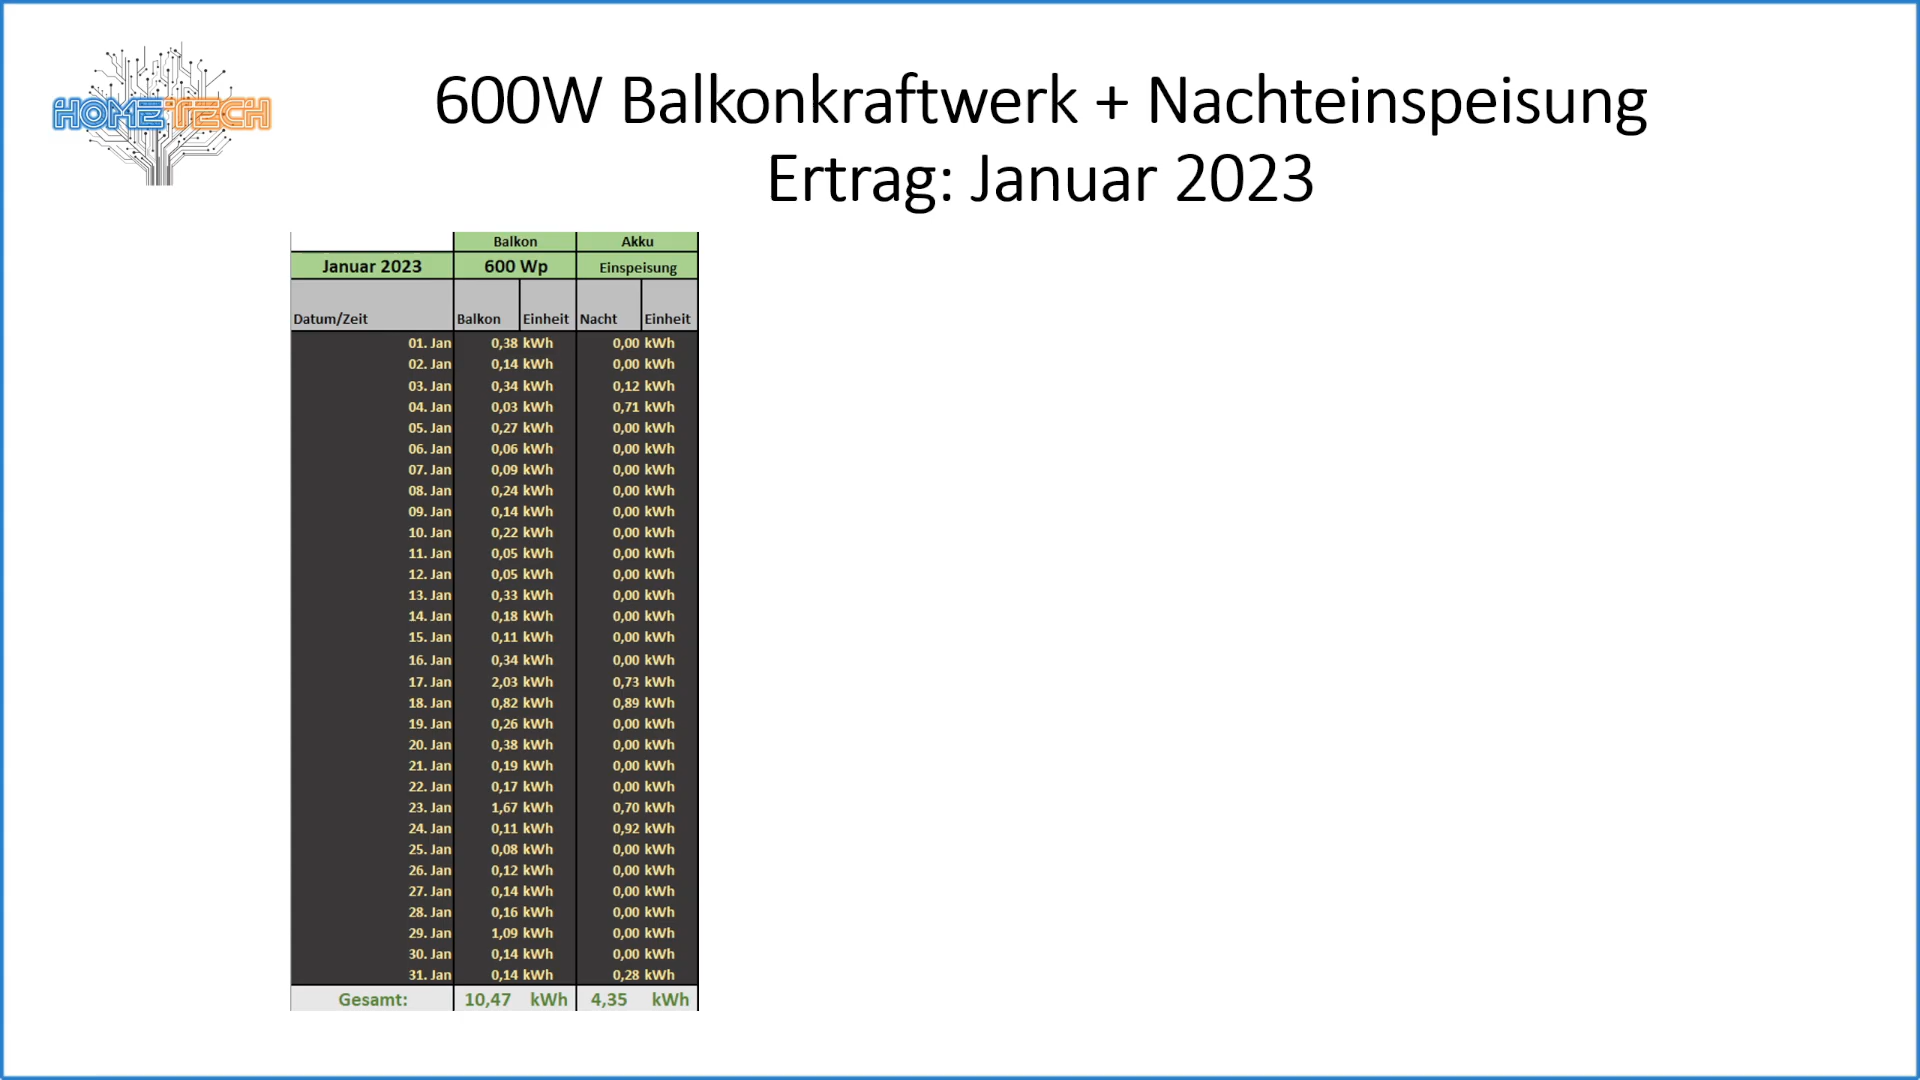 HOMETECH
600W Balkonkraftwerk + Nachteinspeisung
Ertrag: Januar 2023
Balkon Akku
Januar 2023 600 Wp Einspeisung
Datum/Zeit Balkon Einheit Nacht Einheit
01. Jan 0,38 kWh 0,00 kWh
02. Jan 0,14 kWh 0,00 kWh
03. Jan 0,34 kWh 0,12 kWh
04. Jan 0,03 kWh 0,71 kWh
05. Jan 0,27 kWh 0,00 kWh
06. Jan 0,06 kWh 0,00 kWh
07. Jan 0,09 kWh 0,00 kWh
08. Jan 0,24 kWh 0,00 kWh
09. Jan 0,14 kWh 0,00 kWh
10. Jan 0,22 kWh 0,00 kWh
11. Jan 0,05 kWh 0,00 kWh
12. Jan 0,05 kWh 0,00 kWh
13. Jan 0,33 kWh 0,00 kWh
14. Jan 0,18 kWh 0,00 kWh
15. Jan 0,11 kWh 0,00 kWh
16. Jan 0,34 kWh 0,00 kWh
17. Jan 2,03 kWh 0,73 kWh
18. Jan 0,82 kWh 0,89 kWh
19. Jan 0,26 kWh 0,00 kWh
20. Jan 0,38 kWh 0,00 kWh
21. Jan 0,19 kWh 0,00 kWh
22. Jan 0,17 kWh 0,00 kWh
23. Jan 1,67 kWh 0,70 kWh
24. Jan 0,11 kWh 0,92 kWh
25. Jan 0,08 kWh 0,00 kWh
26. Jan 0,12 kWh 0,00 kWh
27. Jan 0,14 kWh 0,00 kWh
28. Jan 0,16 kWh 0,00 kWh
29. Jan 1,09 kWh 0,00 kWh
30. Jan 0,14 kWh 0,00 kWh
31. Jan 0,14 kWh 0,28 kWh
Gesamt: 10,47 kWh 4,35 kWh